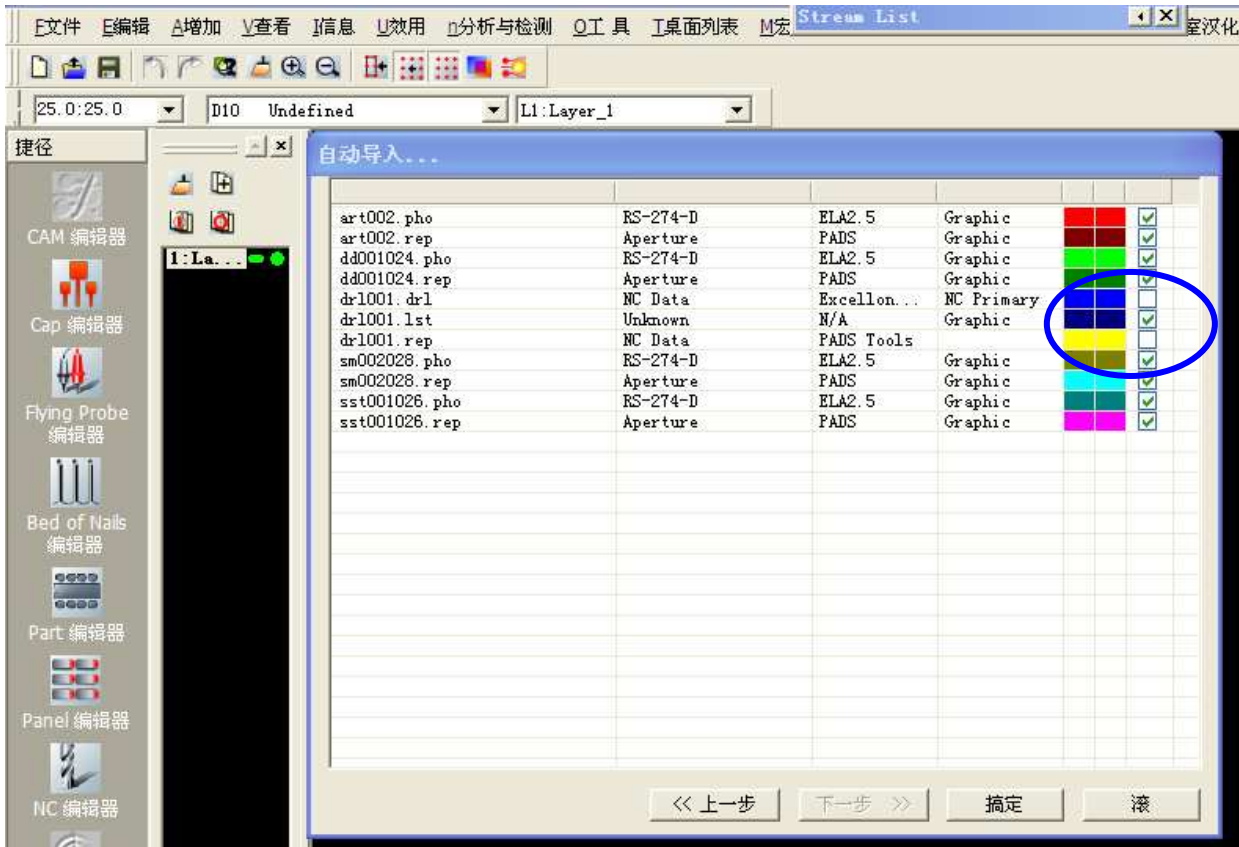 F文件 E编辑 A增加 V查看 I信息 U效用 n分析与检测 O工 具 T桌面列表 M宏 Stream List 室汉化
25.0:25.0 D10 Undefined L1:Layer_1
捷径
自动导入...
CAM 编辑器
1:La...
Cap 编辑器
Flying Probe
编辑器
Bed of Nails
编辑器
Part 编辑器
Panel 编辑器
NC 编辑器
art002.pho RS-274-D ELA2.5 Graphic
art002.rep Aperture PADS Graphic
dd001024.pho RS-274-D ELA2.5 Graphic
dd001024.rep Aperture PADS Graphic
drl001.drl NC Data Excellon... NC Primary
drl001.lst Unknown N/A Graphic
drl001.rep NC Data PADS Tools
sm002028.pho RS-274-D ELA2.5 Graphic
sm002028.rep Aperture PADS Graphic
sst001026.pho RS-274-D ELA2.5 Graphic
sst001026.rep Aperture PADS Graphic
<< 上一步 下一步 >> 搞定 滚